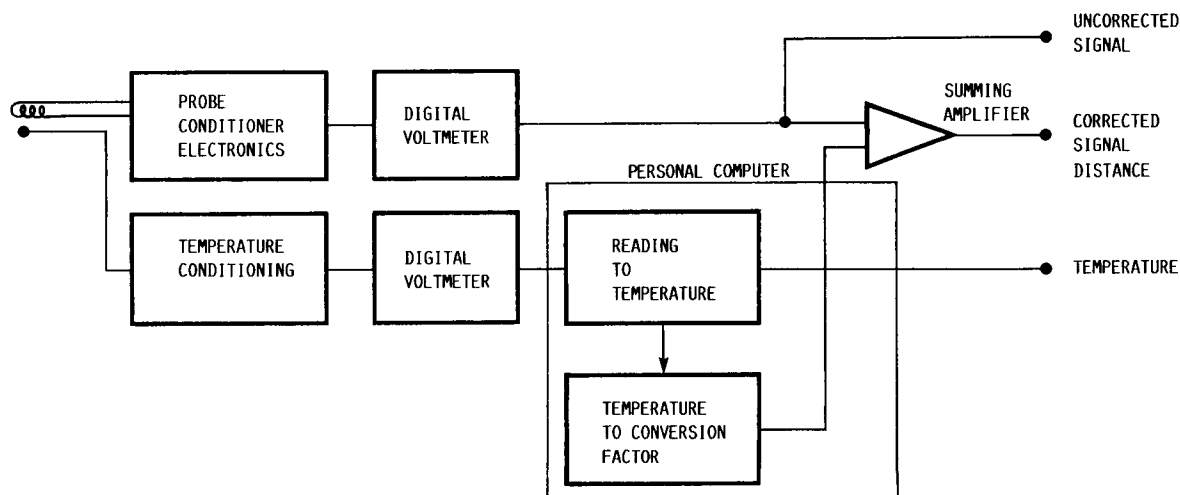 UNCORRECTED
SIGNAL
PROBE
CONDITIONER
ELECTRONICS
DIGITAL
VOLTMETER
SUMMING
AMPLIFIER
CORRECTED
SIGNAL
DISTANCE
PERSONAL COMPUTER
TEMPERATURE
CONDITIONING
DIGITAL
VOLTMETER
READING
TO
TEMPERATURE
TEMPERATURE
TEMPERATURE
TO CONVERSION
FACTOR